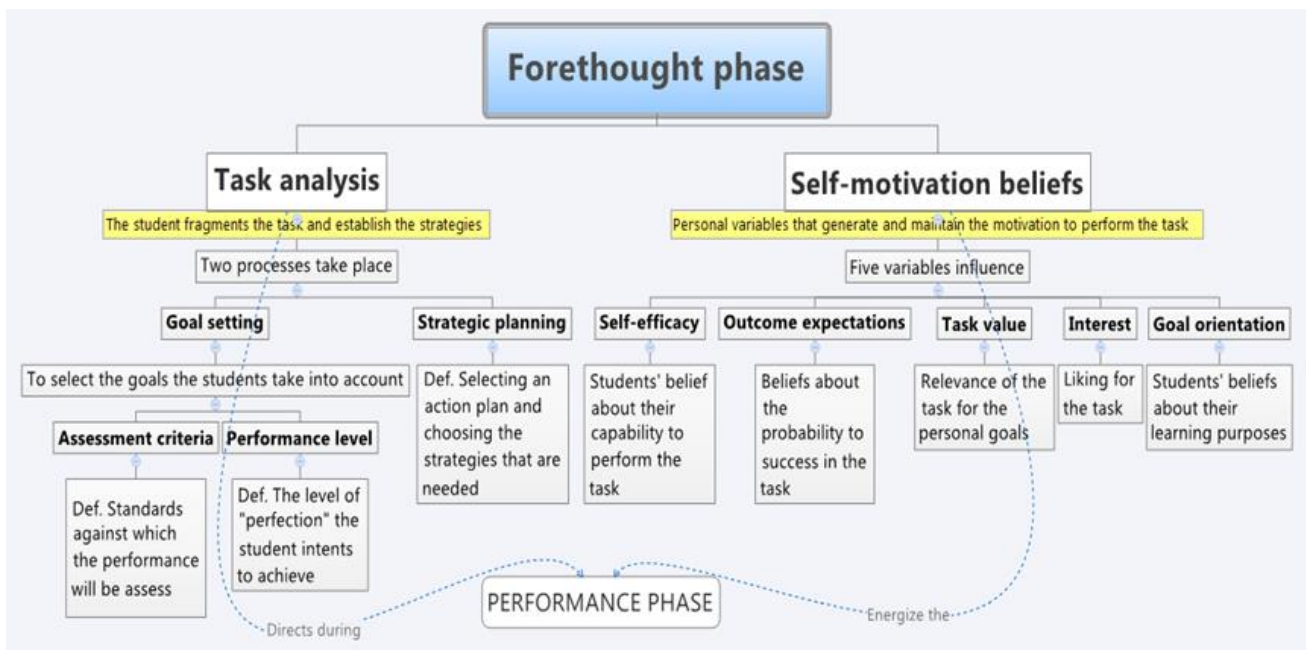 Forethought phase
Task analysis
The student fragments the task and establish the strategies
Two processes take place
Goal setting
To select the goals the students take into account
Assessment criteria
Def. Standards
against which
the performance
will be assess
Performance level
Def. The level of
"perfection" the
student intents
to achieve
Strategic planning
Def. Selecting an
action plan and
choosing the
strategies that are
needed
Self-motivation beliefs
Personal variables that generate and maintain the motivation to perform the task
Five variables influence
Self-efficacy
Students' belief
about their
capability to
perform the
task
Outcome expectations
Beliefs about
the
probability to
success in the
task
Task value
Relevance of the
task for the
personal goals
Interest
Liking for
the task
Goal orientation
Students' beliefs
about their
learning purposes
PERFORMANCE PHASE
Directs during
Energize the